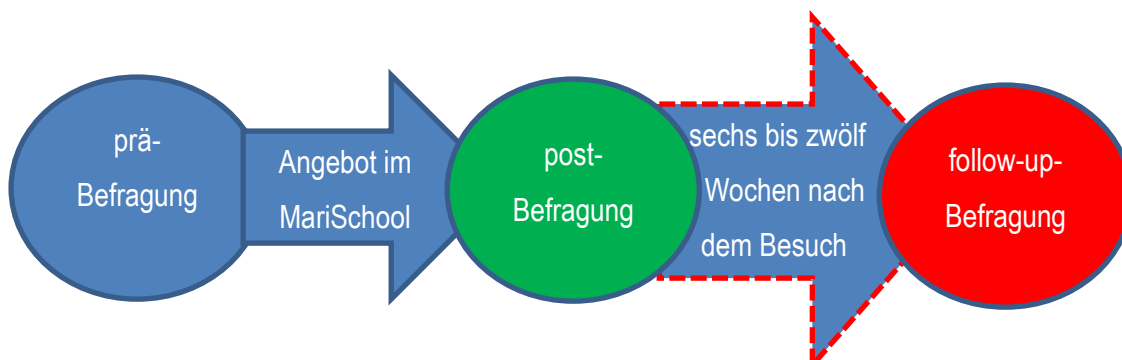 prä-
Befragung
Angebot im
MariSchool
post-
Befragung
sechs bis zwölf
Wochen nach
dem Besuch
follow-up-
Befragung